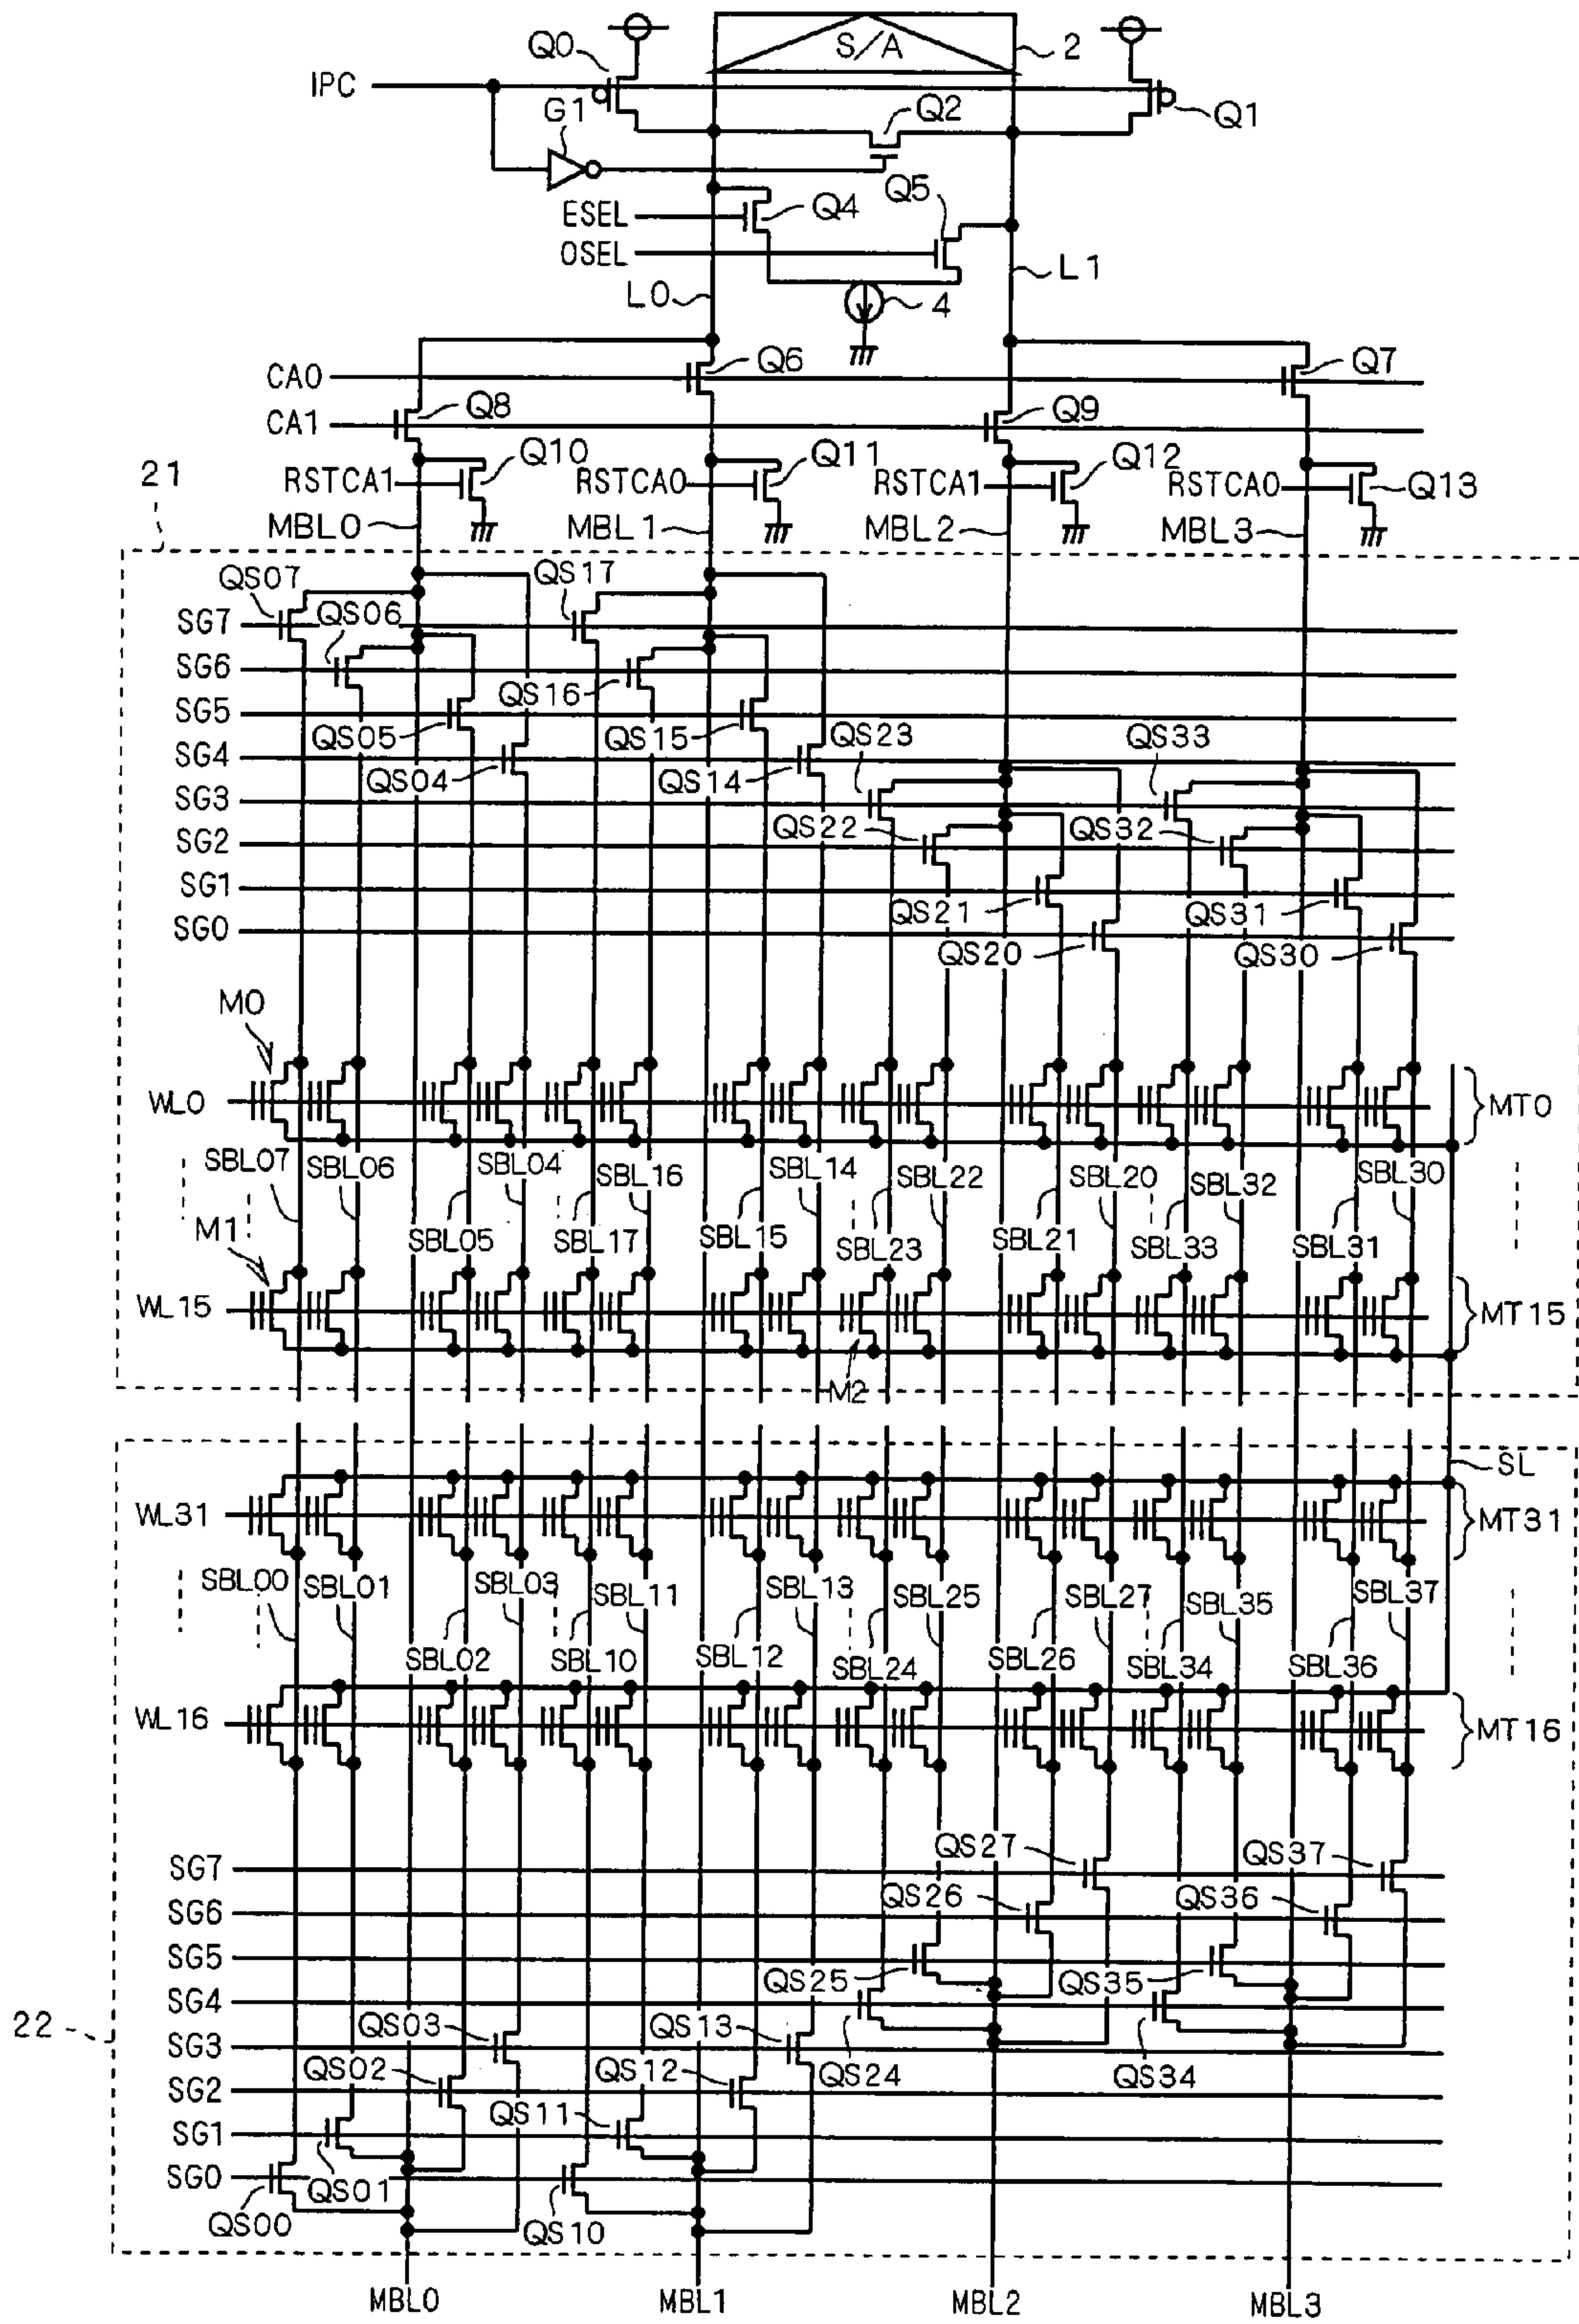 Q0 S/A 2
IPC G1 Q2 Q1
Q5
ESEL Q4
OSEL
L0 4 L1
CA0 Q6 Q7
CA1 Q8 Q9
21 RSTCA1 Q10 RSTCA0 Q11 RSTCA1 Q12 RSTCA0 Q13
MBL0 MBL1 MBL2 MBL3
QS07 QS17
SG7 QS06
SG6 QS16
SG5 QS05 QS15 QS23 QS33
SG4 QS04 QS14
SG3
SG2 QS22 QS32
SG1 QS21 QS31
SG0 QS20 QS30
M0
WL0 MT0
SBL07 SBL06 SBL04 SBL16 SBL14 SBL22 SBL20 SBL32 SBL30
M1 SBL05 SBL17 SBL15 SBL23 SBL21 SBL33 SBL31
WL15 MT15
M2
SL
WL31 MT31
SBL00 SBL01 SBL03 SBL11 SBL13 SBL25 SBL27 SBL35 SBL37
SBL02 SBL10 SBL12 SBL24 SBL26 SBL34 SBL36
WL16 MT16
SG7 QS27 QS37
SG6 QS26 QS36
SG5 QS25 QS35
SG4
22 QS03 QS13
SG3 QS24 QS34
SG2 QS02 QS12
SG1 QS11
SG0 QS01
QS00 QS10
MBL0 MBL1 MBL2 MBL3